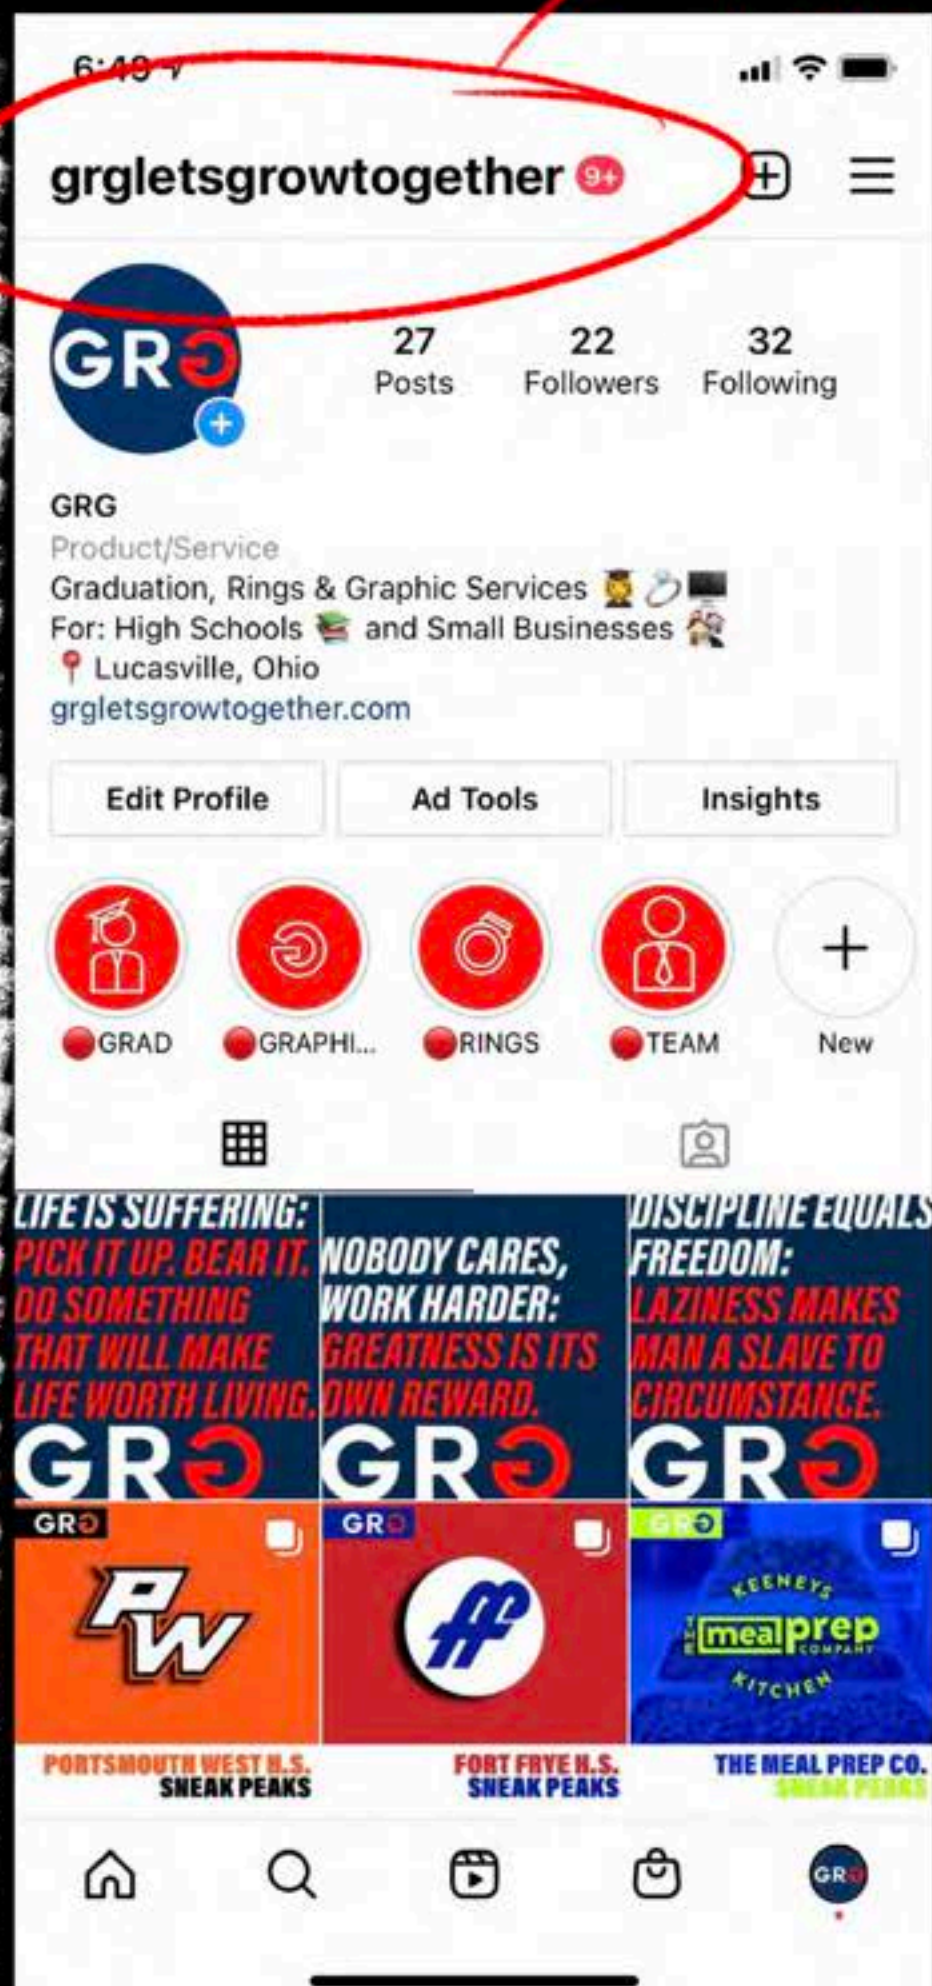 6:49
grgletsgrowtogether 9+
GRG
27 22 32
Posts Followers Following
GRG
Product/Service
Graduation, Rings & Graphic Services
For: High Schools and Small Businesses
Lucasville, Ohio
grgletsgrowtogether.com
Edit Profile Ad Tools Insights
GRAD GRAPHI... RINGS TEAM New
LIFE IS SUFFERING:
PICK IT UP. BEAR IT.
DO SOMETHING
THAT WILL MAKE
LIFE WORTH LIVING.
GRG
NOBODY CARES,
WORK HARDER:
GREATNESS IS ITS
OWN REWARD.
GRG
DISCIPLINE EQUALS
FREEDOM:
LAZINESS MAKES
MAN A SLAVE TO
CIRCUMSTANCE.
GRG
GRG
PW
PORTSMOUTH WEST H.S.
SNEAK PEAKS
GRG
FF
FORT FRYE H.S.
SNEAK PEAKS
GRG
KEENEYS
THE meal prep
COMPANY
KITCHEN
THE MEAL PREP CO.
SNEAK PEAKS
GRG